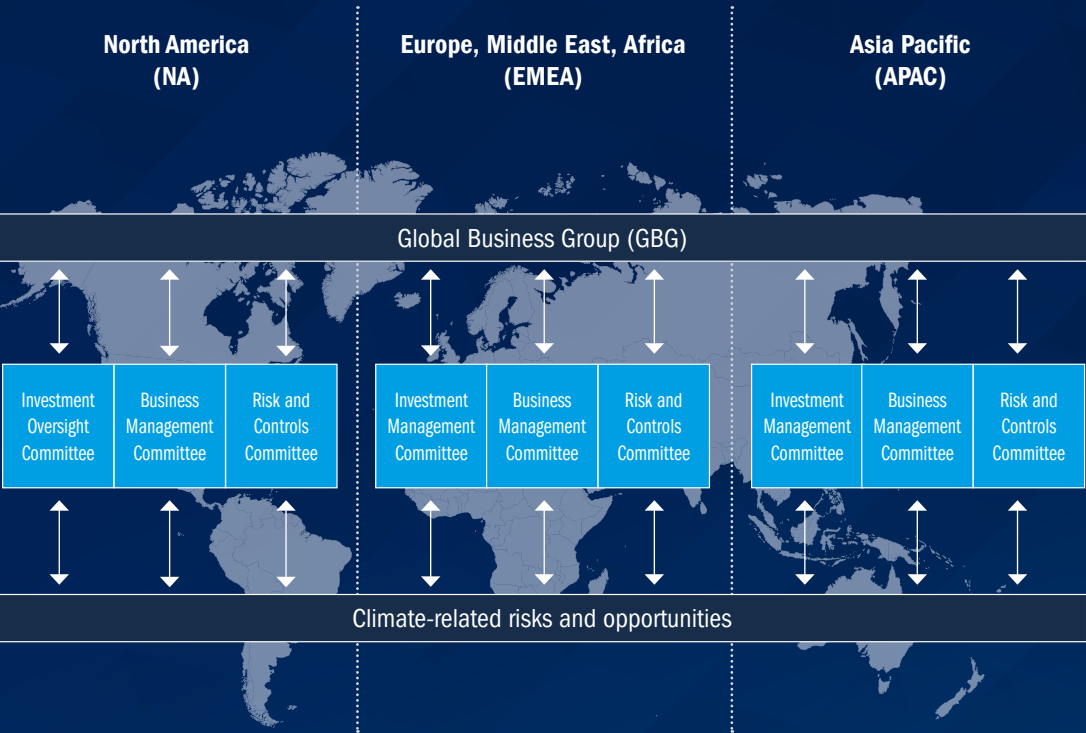 North America
(NA)
Europe, Middle East, Africa
(EMEA)
Asia Pacific
(APAC)
Global Business Group (GBG)
Investment
Oversight
Committee
Business
Management
Committee
Risk and
Controls
Committee
Investment
Management
Committee
Business
Management
Committee
Risk and
Controls
Committee
Investment
Management
Committee
Business
Management
Committee
Risk and
Controls
Committee
Climate-related risks and opportunities